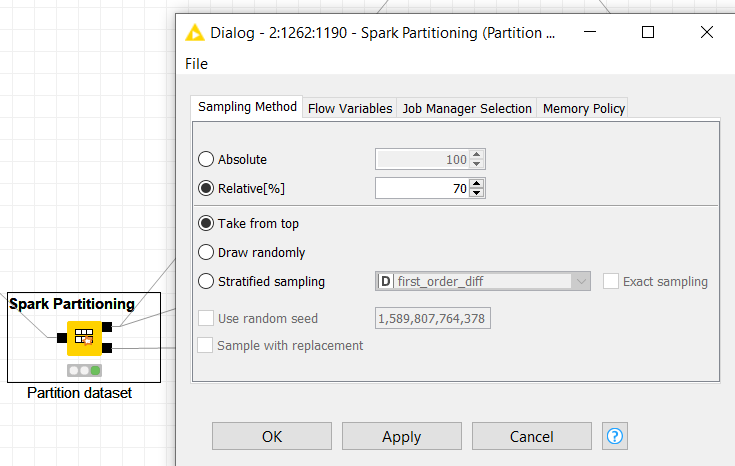 Dialog - 2:1262:1190 - Spark Partitioning (Partition ...
File
Sampling Method Flow Variables Job Manager Selection Memory Policy
Absolute 100
Relative[%] 70
Take from top
Draw randomly
Stratified sampling D first_order_diff Exact sampling
Use random seed 1,589,807,764,378
Sample with replacement
OK Apply Cancel ?
Spark Partitioning
Partition dataset